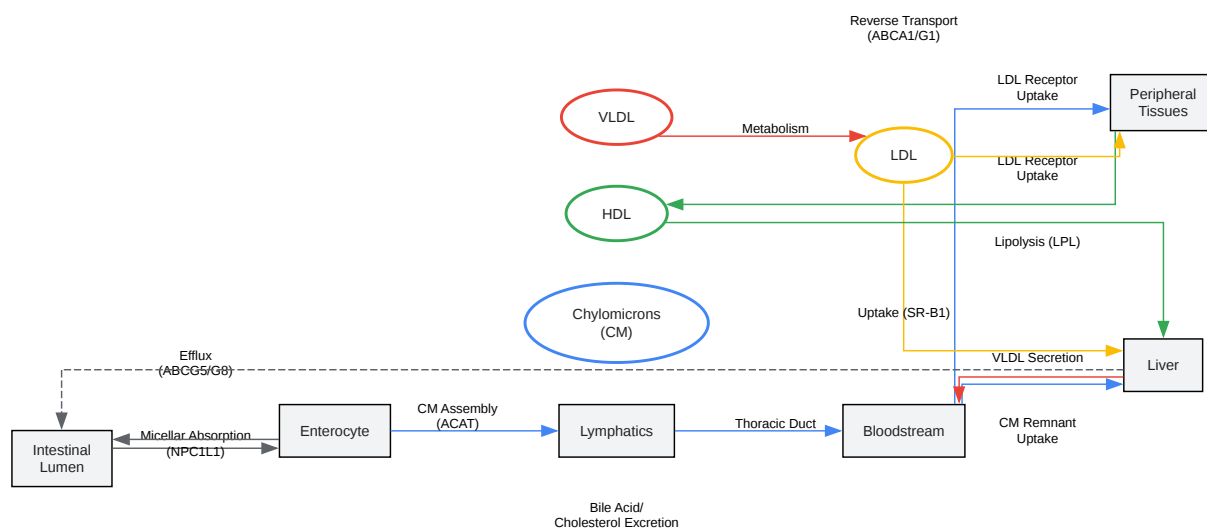 Reverse Transport
(ABCA1/G1)
LDL Receptor
Uptake
Peripheral
Tissues
VLDL
Metabolism
LDL
LDL Receptor
Uptake
HDL
Lipolysis (LPL)
Chylomicrons
(CM)
Uptake (SR-B1)
Efflux
(ABCG5/G8)
VLDL Secretion
Liver
CM Assembly
(ACAT)
Enterocyte
Lymphatics
Thoracic Duct
Bloodstream
CM Remnant
Uptake
Micellar Absorption
(NPC1L1)
Intestinal
Lumen
Bile Acid/
Cholesterol Excretion